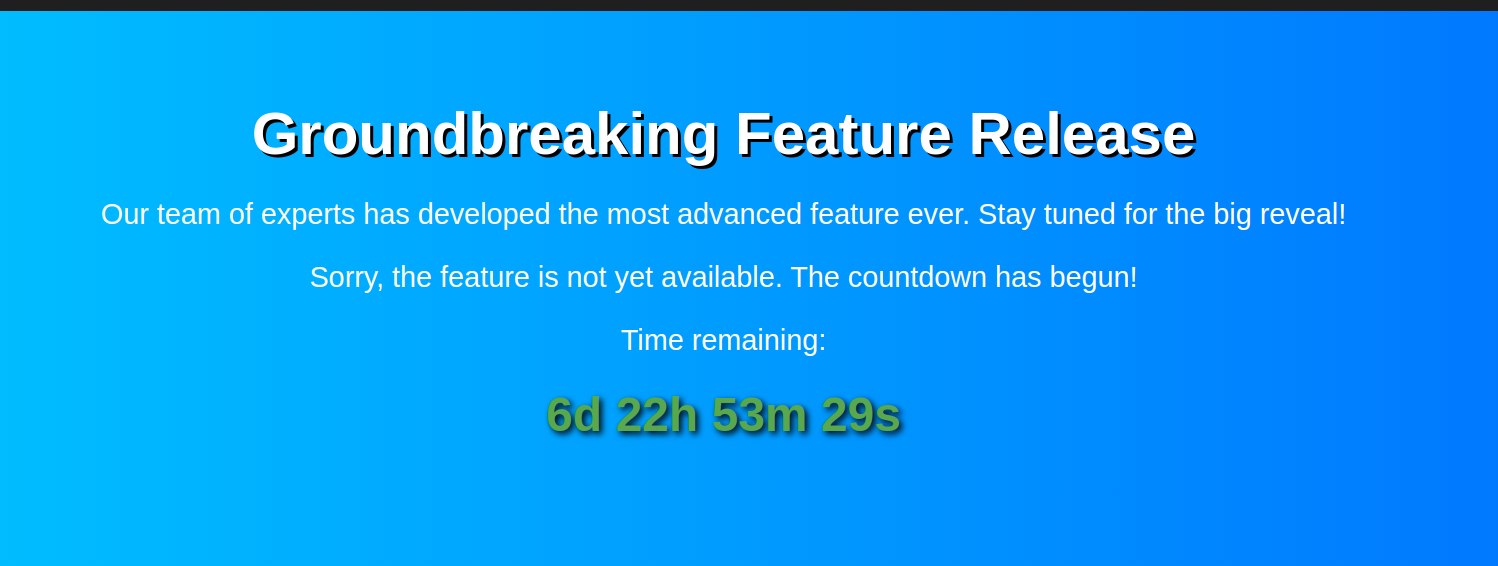 Groundbreaking Feature Release
Our team of experts has developed the most advanced feature ever. Stay tuned for the big reveal!
Sorry, the feature is not yet available. The countdown has begun!
Time remaining:
6d 22h 53m 29s